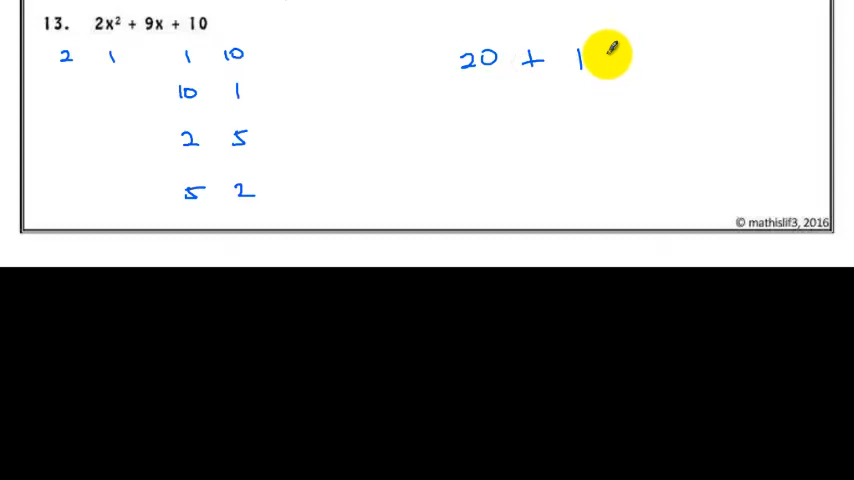 13. 2x² + 9x + 10
2 1 1 10 20 + 1
10 1
2 5
5 2
© mathislif3, 2016